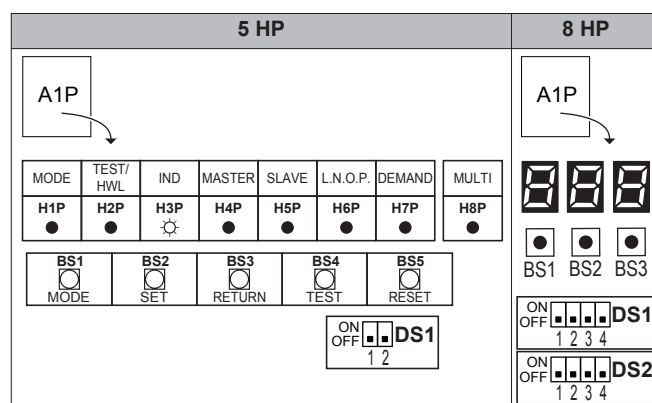 5 HP
8 HP
A1P
MODE
TEST/
HWL
IND
MASTER
SLAVE
L.N.O.P.
DEMAND
MULTI
H1P
H2P
H3P
H4P
H5P
H6P
H7P
H8P
BS1
BS2
BS3
BS4
BS5
MODE
SET
RETURN
TEST
RESET
ON
OFF
DS1
1 2
A1P
888
BS1 BS2 BS3
ON
OFF
DS1
1 2 3 4
ON
OFF
DS2
1 2 3 4